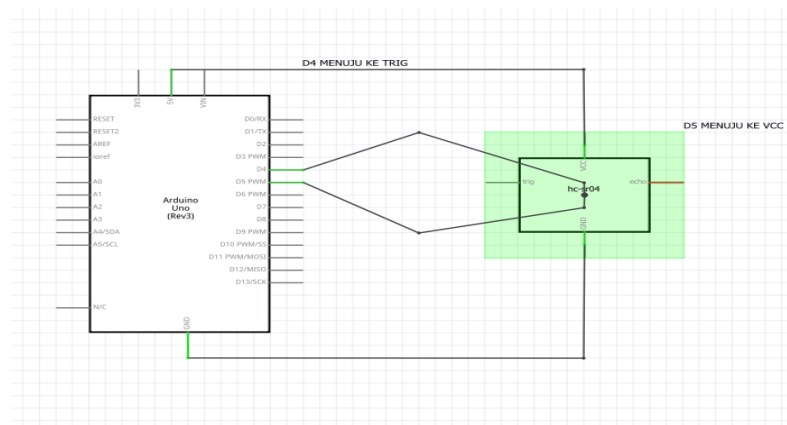 D4 MENUJU KE TRIG
D5 MENUJU KE VCC
3V3
5V
VIN
RESET
RESET2
AREF
ioref
A0
A1
A2
A3
A4/SDA
A5/SCL
N/C
Arduino
Uno
(Rev3)
D0/RX
D1/TX
D2
D3 PWM
D4
D5 PWM
D6 PWM
D7
D8
D9 PWM
D10 PWM/SS
D11 PWM/MOSI
D12/MISO
D13/SCK
GND
VCC
trig
hc-sr04
echo
GND